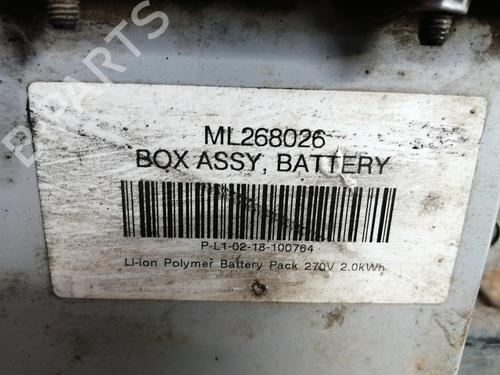 B-PARTS
ML268026
BOX ASSY, BATTERY
P-L1-02-18-100764
Li-ion Polymer Battery Pack 270V 2.0kWh